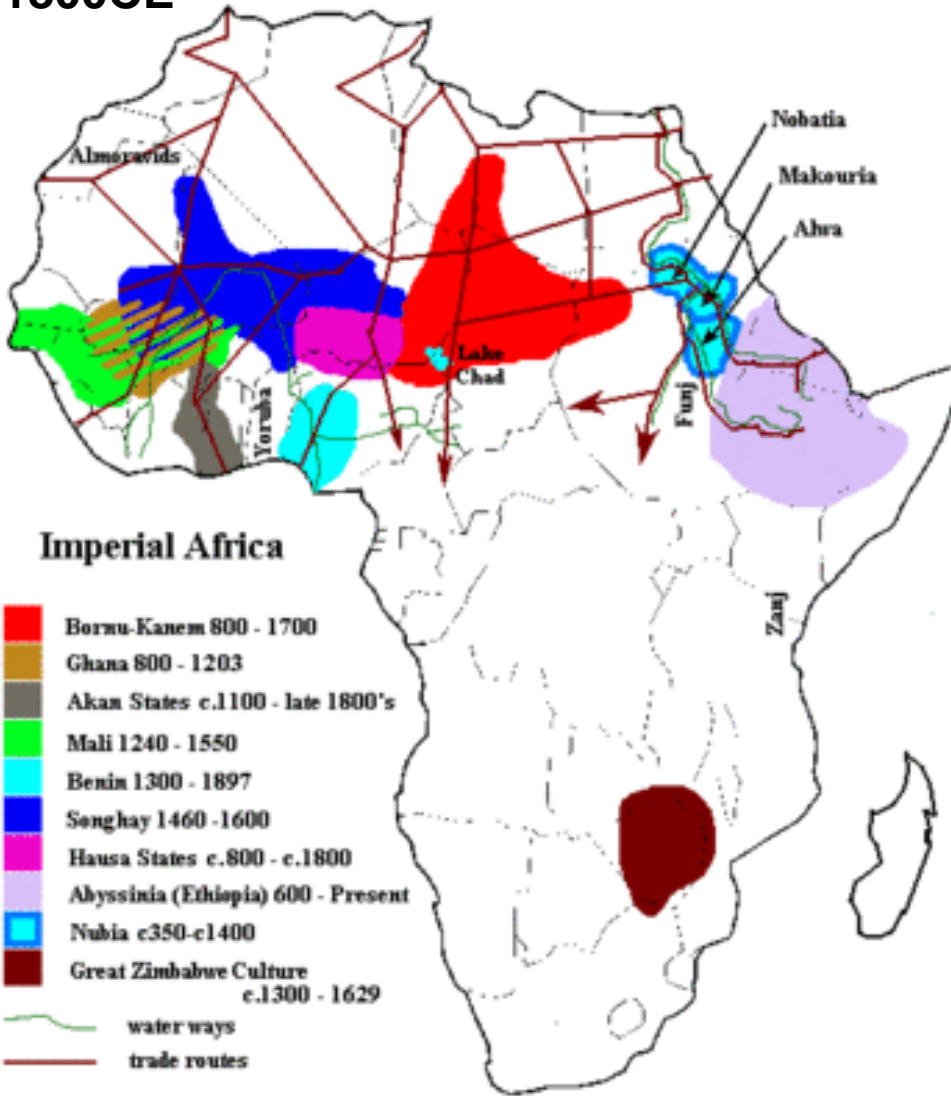 1800CE
Nobatia
Almoravids
Makouria
Alwa
Lake
Chad
Yoruba
Funj
Imperial Africa
Zanj
Bornu-Kanem 800 - 1700
Ghana 800 - 1203
Akan States c.1100 - late 1800's
Mali 1240 - 1550
Benin 1300 - 1897
Songhay 1460 -1600
Hausa States c.800 - c.1800
Abyssinia (Ethiopia) 600 - Present
Nubia c350-c1400
Great Zimbabwe Culture
c.1300 - 1629
water ways
trade routes